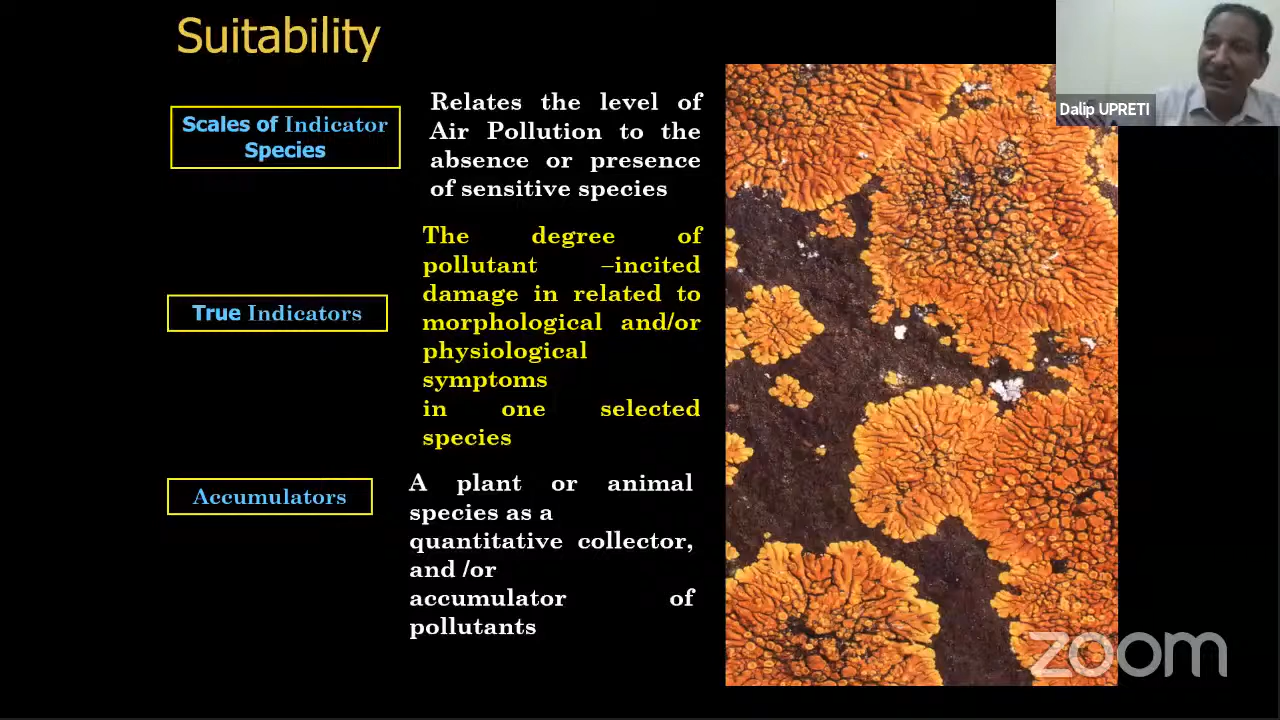 Suitability
Scales of Indicator
Species
Relates the level of
Air Pollution to the
absence or presence
of sensitive species
True Indicators
The degree of
pollutant –incited
damage in related to
morphological and/or
physiological
symptoms
in one selected
species
Accumulators
A plant or animal
species as a
quantitative collector,
and /or
accumulator of
pollutants
Dalip UPRETI
zoom